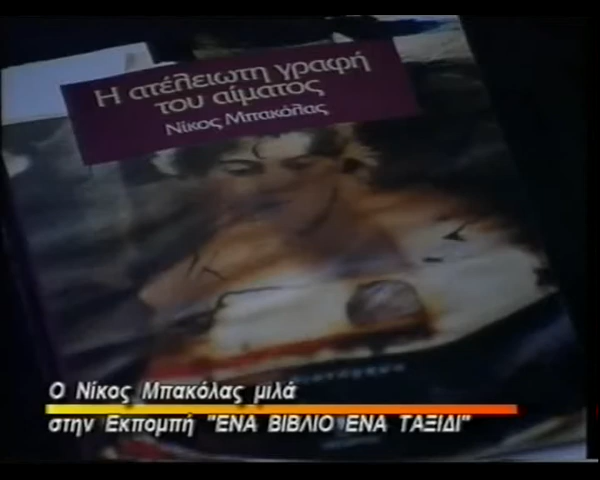 Η ατέλειωτη γραφή
του αίματος
Νίκος Μπακόλας
Ο Νίκος Μπακόλας μιλά
στην Εκπομπή "ΕΝΑ ΒΙΒΛΙΟ ΕΝΑ ΤΑΞΙΔΙ"